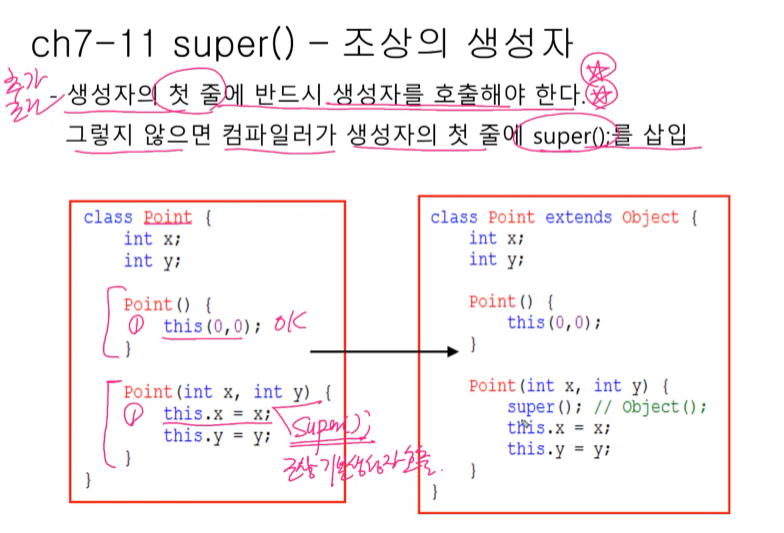 ch7-11 super() – 조상의 생성자
추가
조건
- 생성자의 첫 줄에 반드시 생성자를 호출해야 한다.
그렇지 않으면 컴파일러가 생성자의 첫 줄에 super();를 삽입
class Point {
int x;
int y;
Point() {
① this(0,0); OK
}
Point(int x, int y) {
① this.x = x;
this.y = y;
super();
조상 기본생성자 호출.
}
}
class Point extends Object {
int x;
int y;
Point() {
this(0,0);
}
Point(int x, int y) {
super(); // Object();
this.x = x;
this.y = y;
}
}